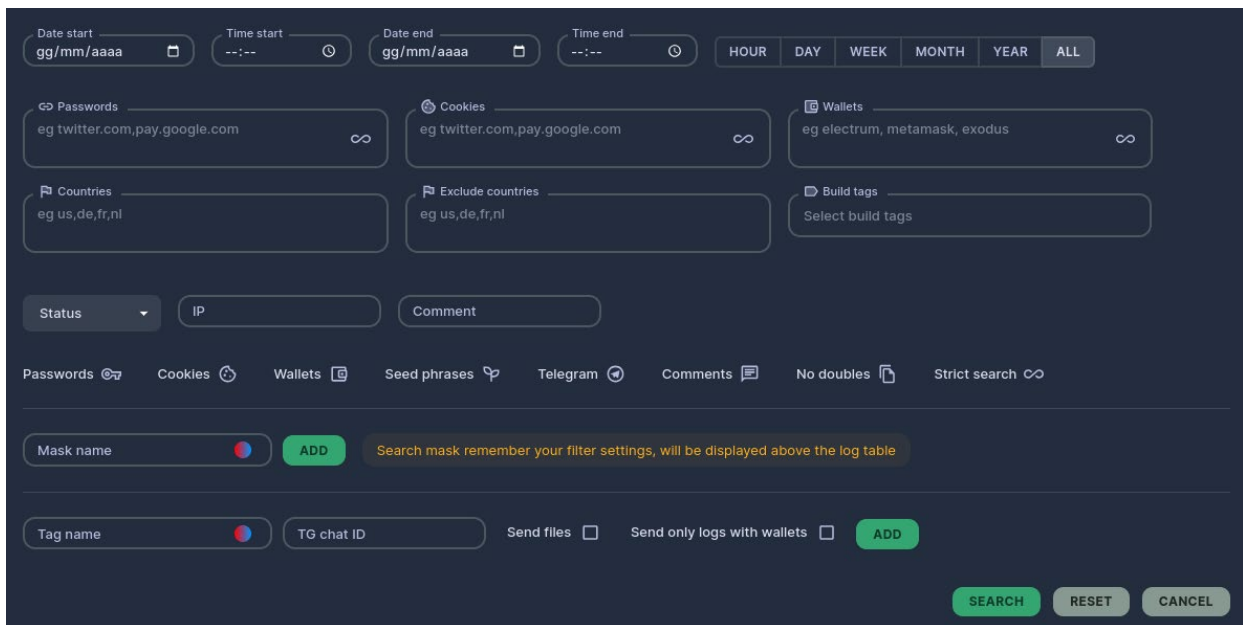 Date start Time start Date end Time end
gg/mm/aaaa --:-- gg/mm/aaaa --:-- HOUR DAY WEEK MONTH YEAR ALL
Passwords Cookies Wallets
eg twitter.com,pay.google.com eg twitter.com,pay.google.com eg electrum, metamask, exodus
Countries Exclude countries Build tags
eg us,de,fr,nl eg us,de,fr,nl Select build tags
Status IP Comment
Passwords Cookies Wallets Seed phrases Telegram Comments No doubles Strict search
Mask name ADD Search mask remember your filter settings, will be displayed above the log table
Tag name TG chat ID Send files Send only logs with wallets ADD
SEARCH RESET CANCEL